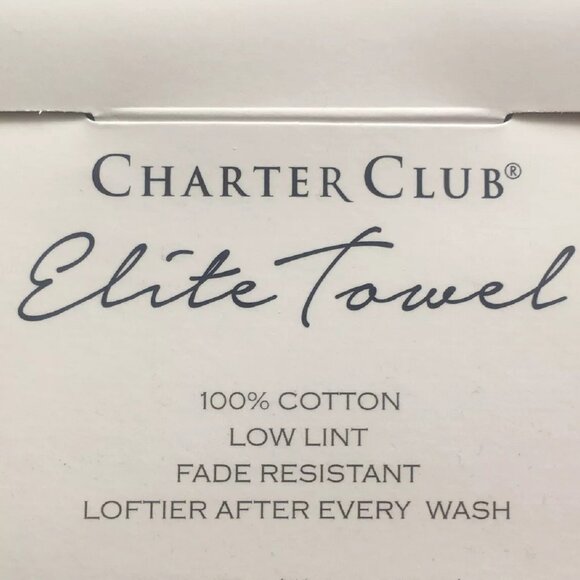 CHARTER CLUB®
Elite Towel
100% COTTON
LOW LINT
FADE RESISTANT
LOFTIER AFTER EVERY WASH